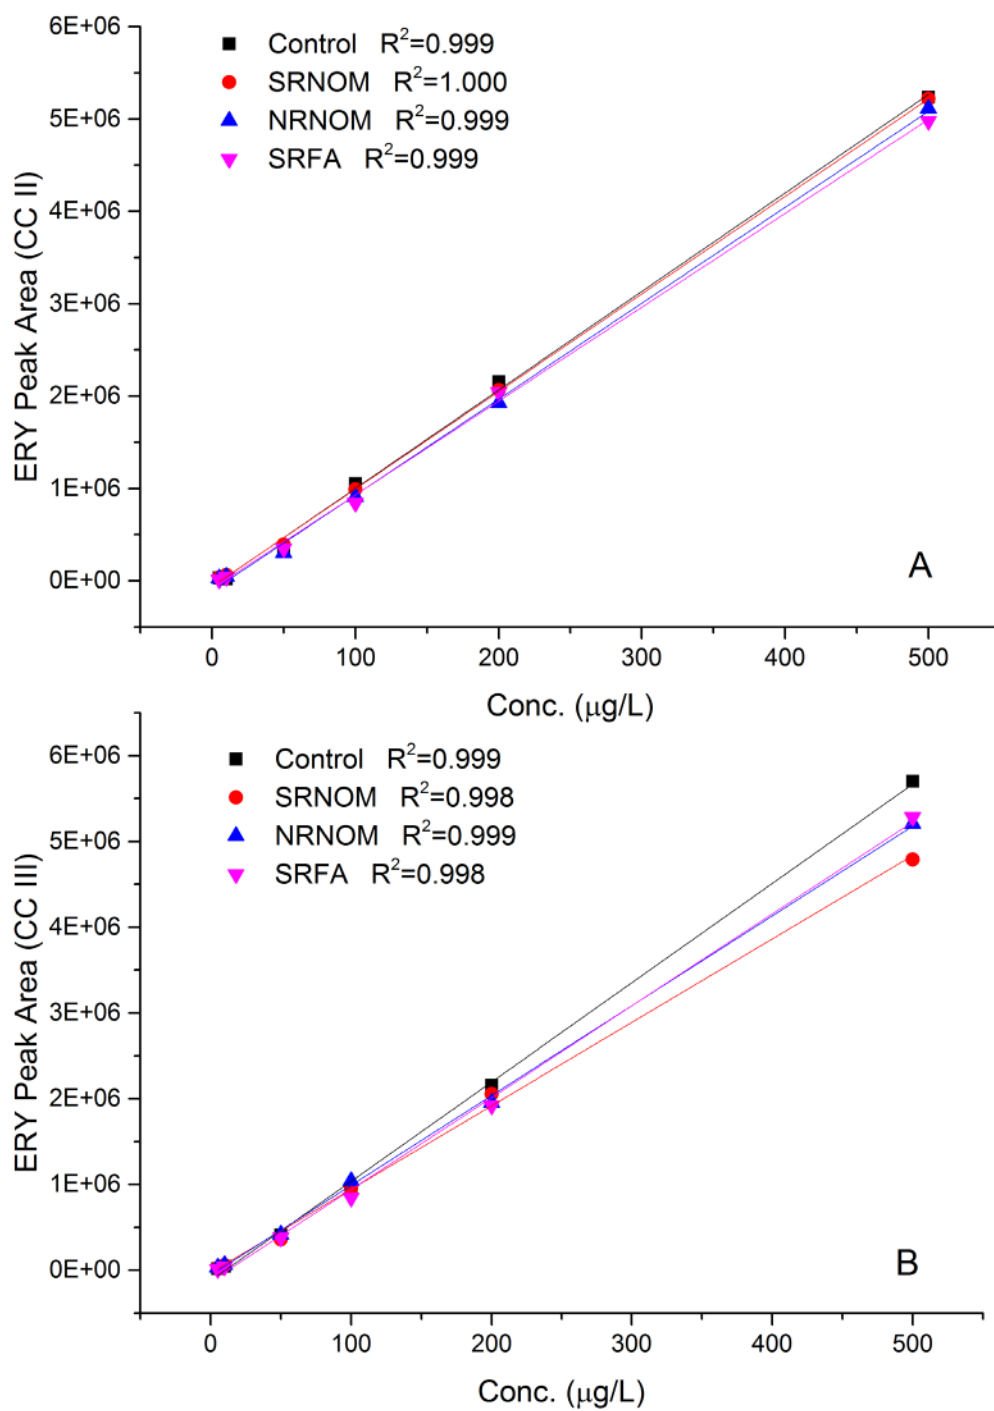 6E+06
5E+06
4E+06
3E+06
2E+06
1E+06
0E+00
ERY Peak Area (CC II)
Control R²=0.999
SRNOM R²=1.000
NRNOM R²=0.999
SRFA R²=0.999
A
0 100 200 300 400 500
Conc. (μg/L)
6E+06
5E+06
4E+06
3E+06
2E+06
1E+06
0E+00
ERY Peak Area (CC III)
Control R²=0.999
SRNOM R²=0.998
NRNOM R²=0.999
SRFA R²=0.998
B
0 100 200 300 400 500
Conc. (μg/L)